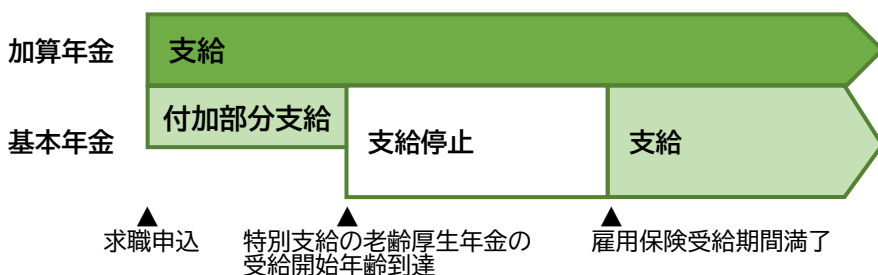 加算年金
支給
付加部分支給
基本年金
支給停止
支給
▲
▲
▲
求職申込
特別支給の老齢厚生年金の
受給開始年齢到達
雇用保険受給期間満了